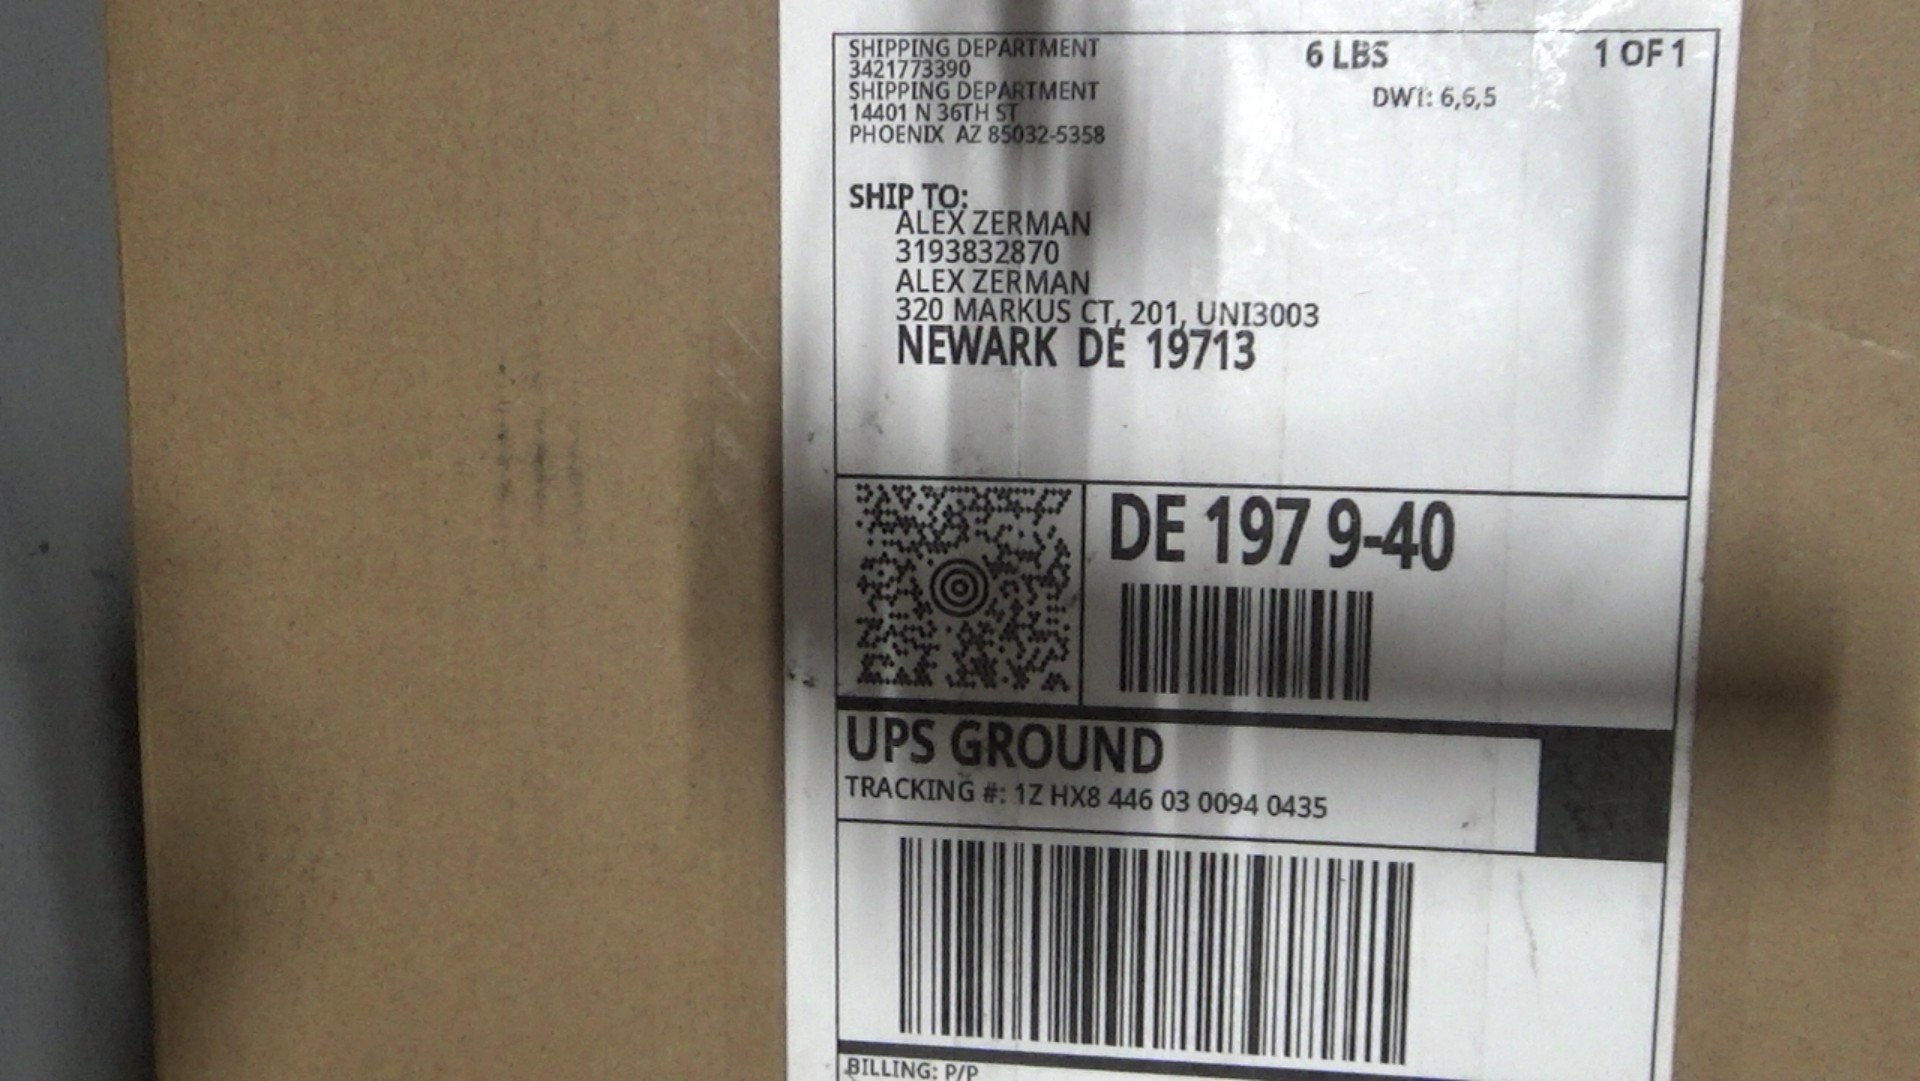 SHIPPING DEPARTMENT
3421773390
SHIPPING DEPARTMENT
14401 N 36TH ST
PHOENIX AZ 85032-5358
6 LBS
1 OF 1
DWT: 6,6,5
SHIP TO:
ALEX ZERMAN
3193832870
ALEX ZERMAN
320 MARKUS CT, 201, UNI3003
NEWARK DE 19713
DE 197 9-40
UPS GROUND
TRACKING #: 1Z HX8 446 03 0094 0435
BILLING: P/P